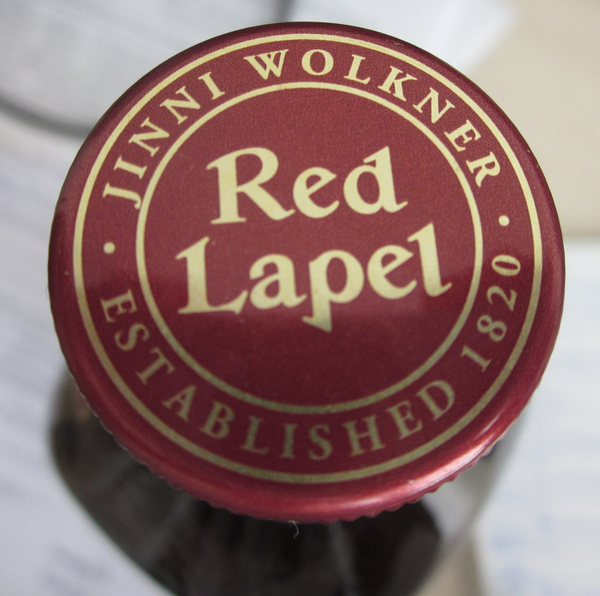 JINNI WOLKNER
Red
Lapel
ESTABLISHED 1820